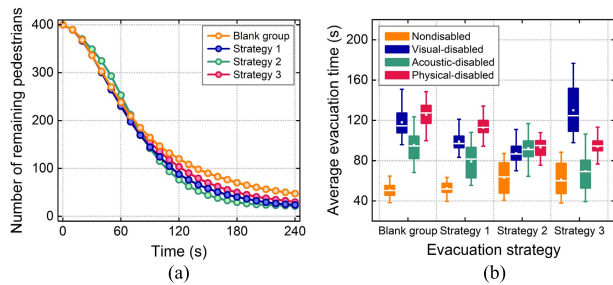 Number of remaining pedestrians
400
300
200
100
0
0 60 120 180 240
Time (s)
Blank group
Strategy 1
Strategy 2
Strategy 3
(a)
Average evacuation time (s)
200
160
120
80
40
Nondisabled
Visual-disabled
Acoustic-disabled
Physical-disabled
Blank group Strategy 1 Strategy 2 Strategy 3
Evacuation strategy
(b)